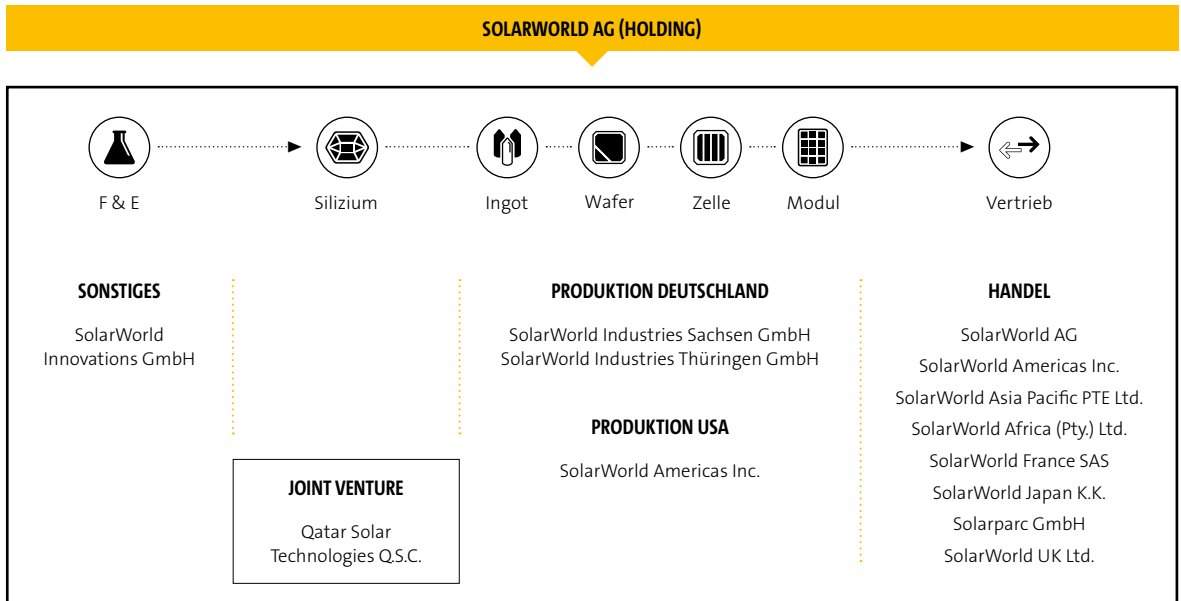 SOLARWORLD AG (HOLDING)
F & E
Silizium
Ingot
Wafer
Zelle
Modul
Vertrieb
SONSTIGES
SolarWorld
Innovations GmbH
JOINT VENTURE
Qatar Solar
Technologies Q.S.C.
PRODUKTION DEUTSCHLAND
SolarWorld Industries Sachsen GmbH
SolarWorld Industries Thüringen GmbH
PRODUKTION USA
SolarWorld Americas Inc.
HANDEL
SolarWorld AG
SolarWorld Americas Inc.
SolarWorld Asia Pacific PTE Ltd.
SolarWorld Africa (Pty.) Ltd.
SolarWorld France SAS
SolarWorld Japan K.K.
Solarparc GmbH
SolarWorld UK Ltd.